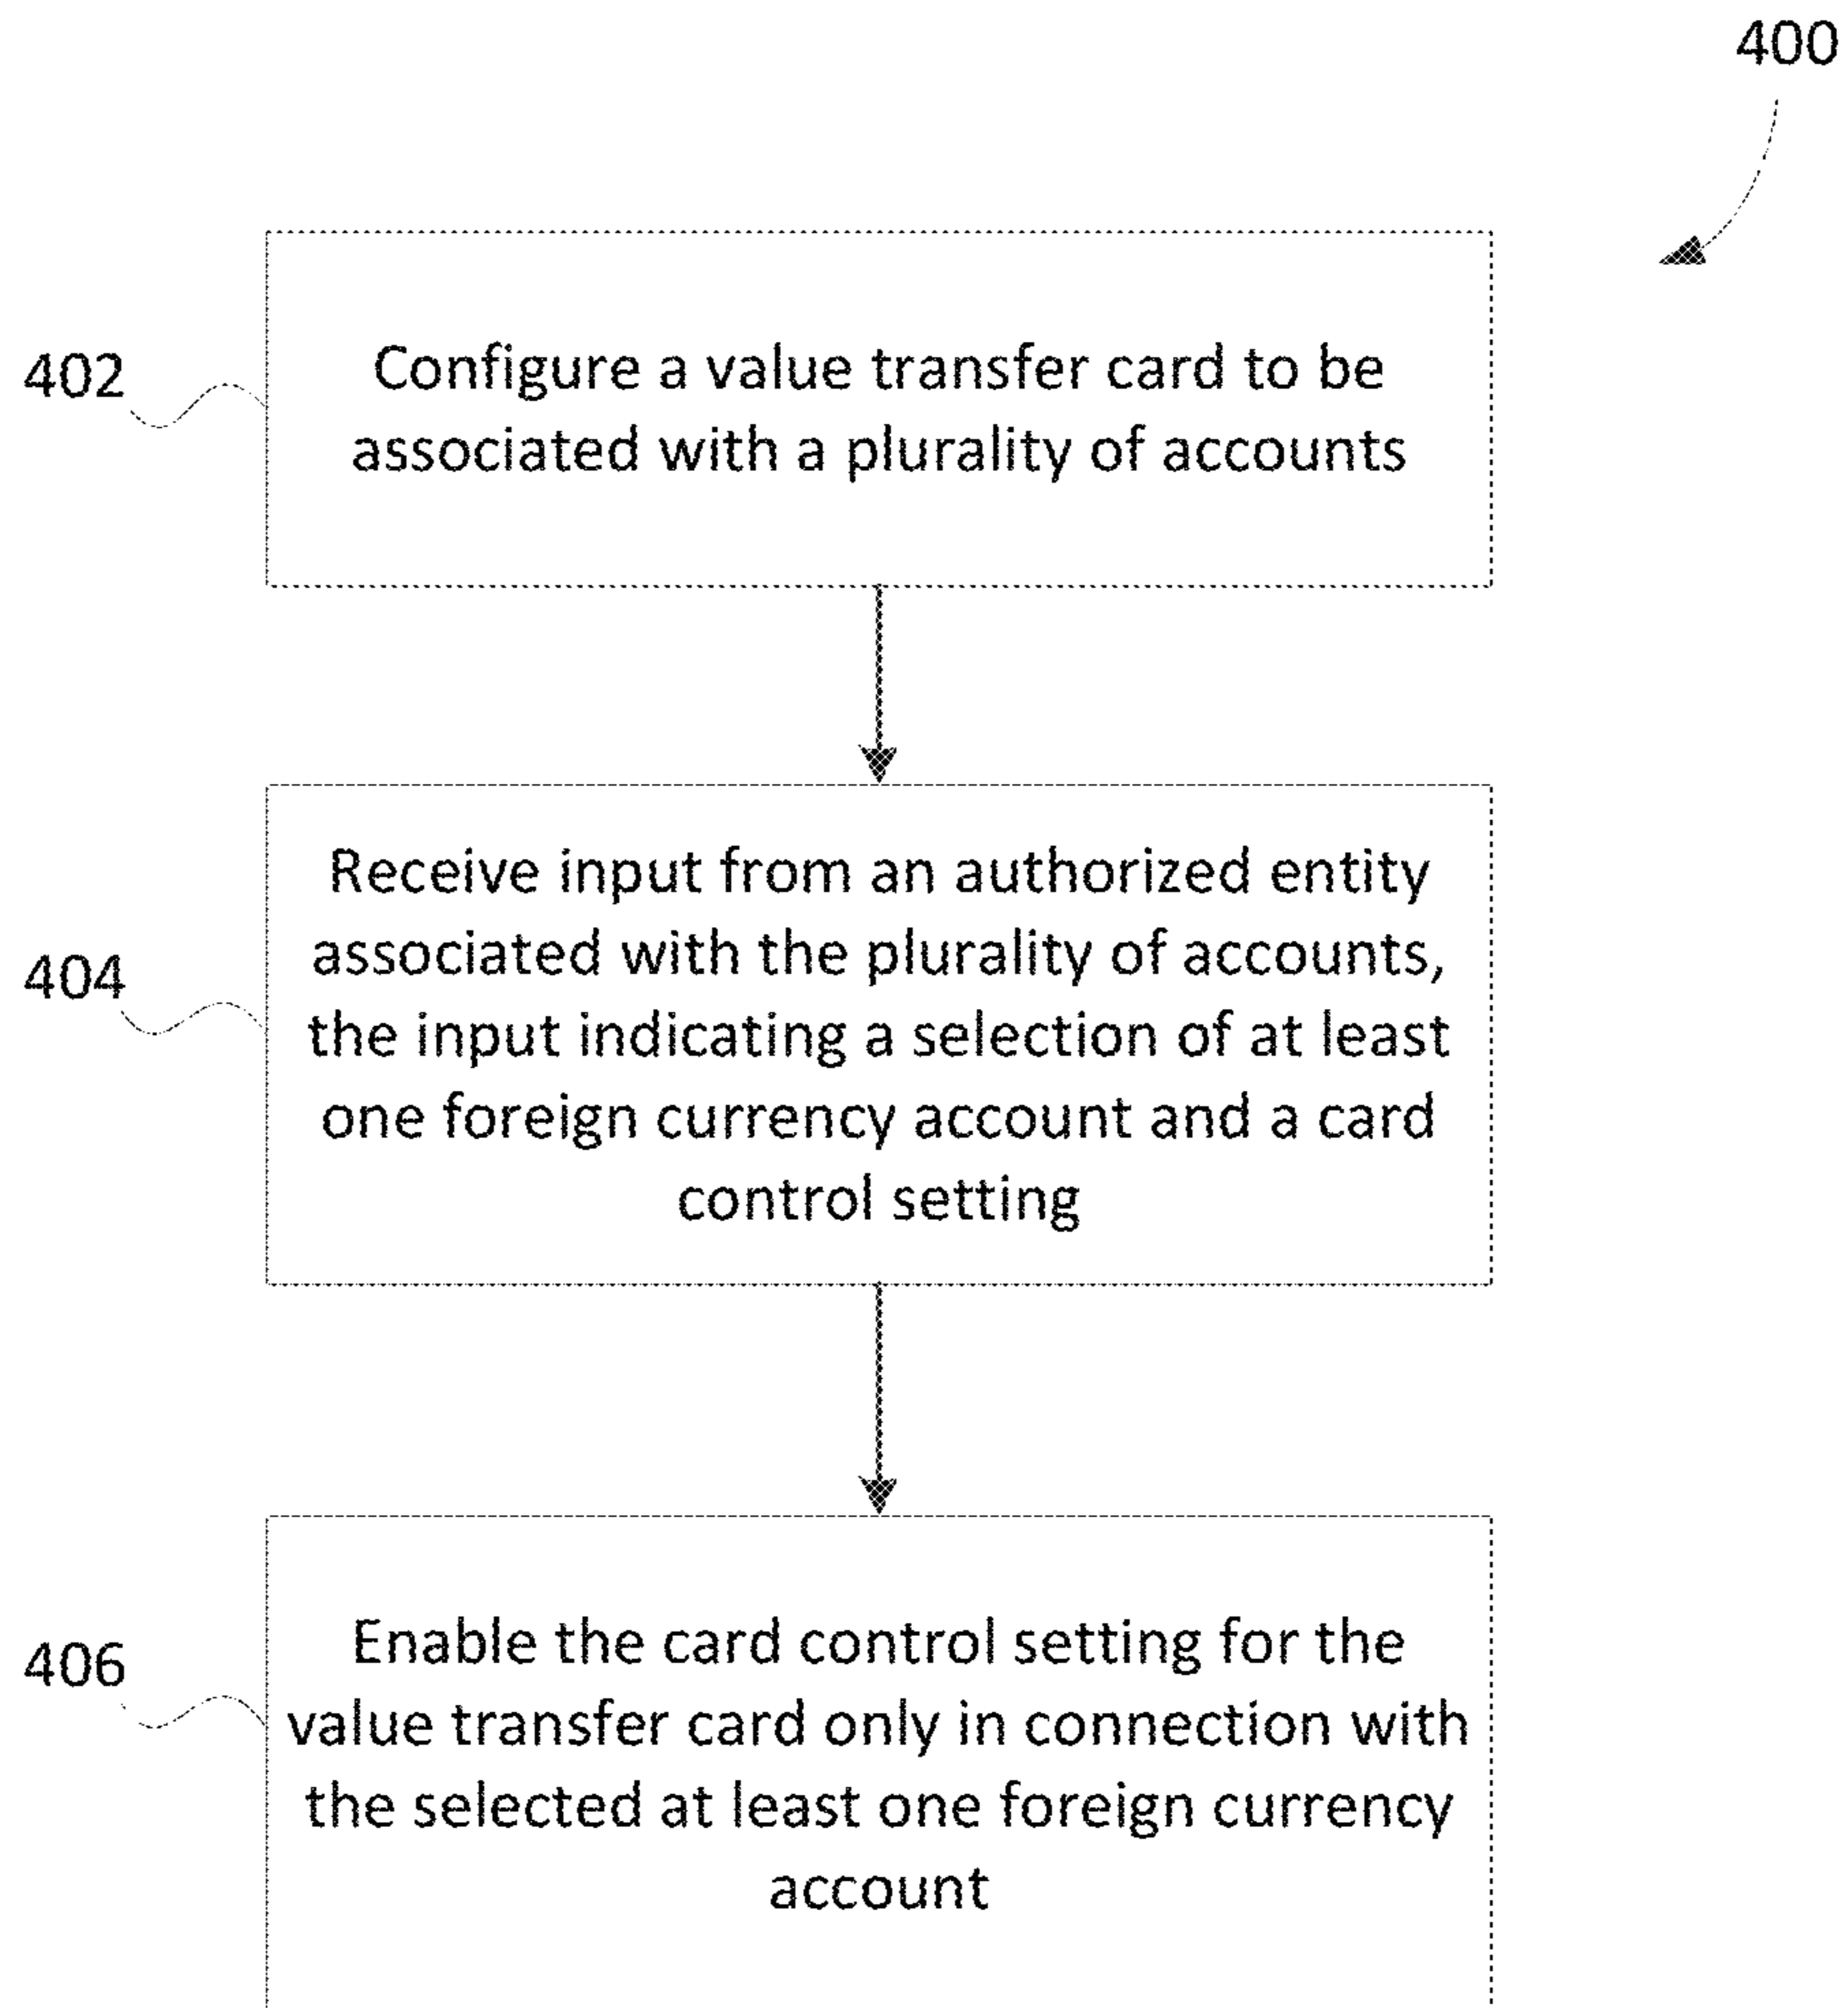 400
402
Configure a value transfer card to be
associated with a plurality of accounts
404
Receive input from an authorized entity
associated with the plurality of accounts,
the input indicating a selection of at least
one foreign currency account and a card
control setting
406
Enable the card control setting for the
value transfer card only in connection with
the selected at least one foreign currency
account